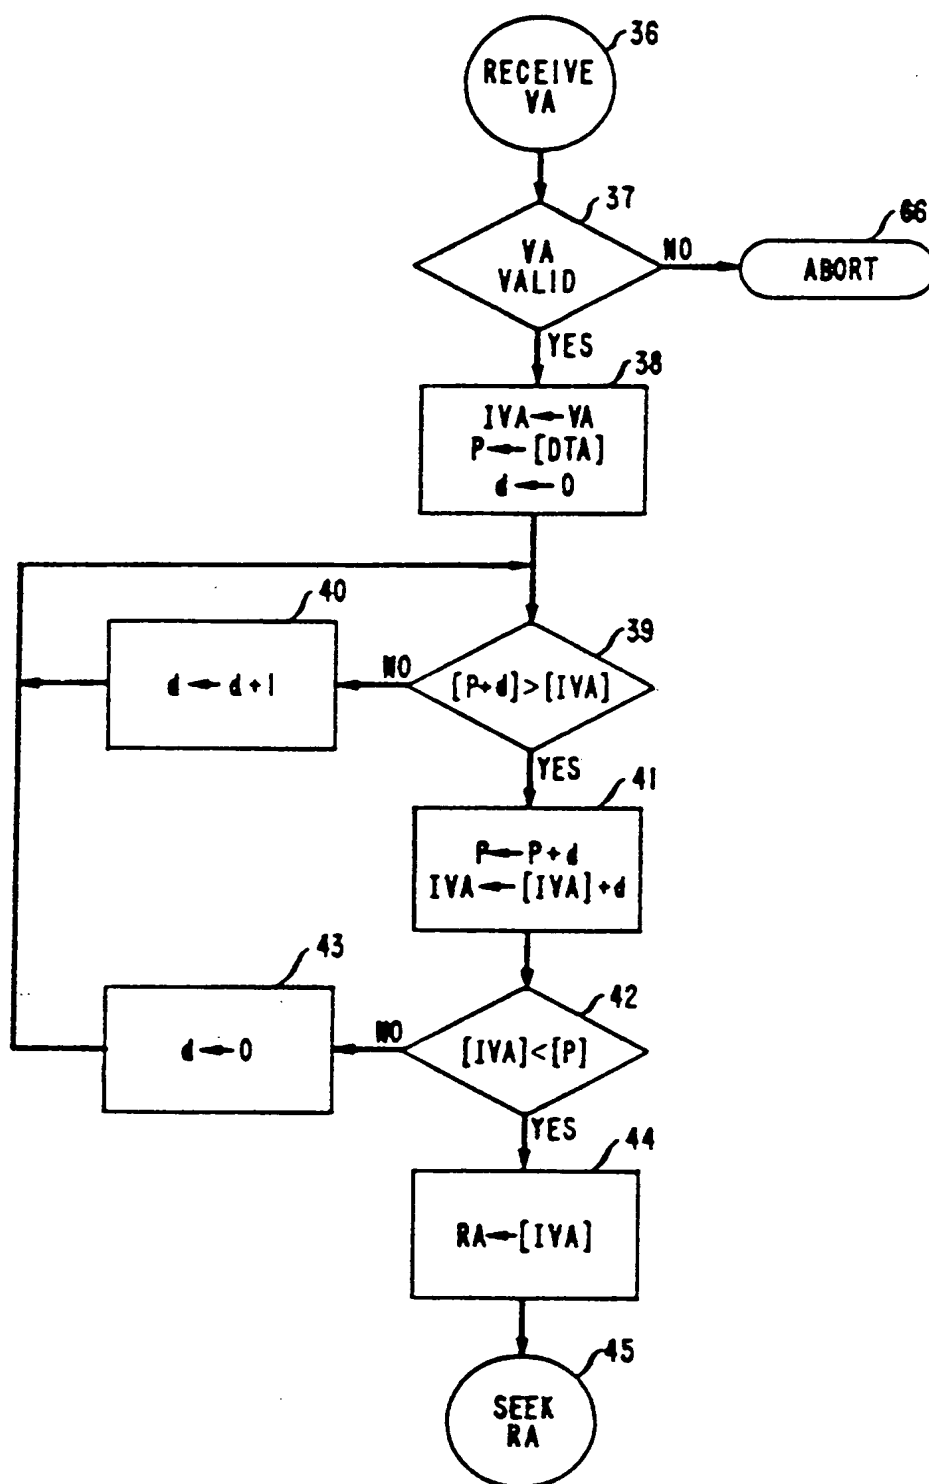 36
RECEIVE
VA
37
VA
VALID
NO
66
ABORT
YES
38
IVA←VA
P←[DTA]
d←0
40
d←d+1
NO
39
[P+d]>[IVA]
YES
41
P←P+d
IVA←[IVA]+d
43
d←0
NO
42
[IVA]<[P]
YES
44
RA←[IVA]
45
SEEK
RA